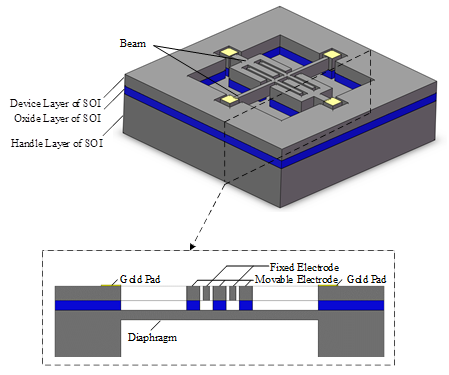 Beam
Device Layer of SOI
Oxide Layer of SOI
Handle Layer of SOI
Fixed Electrode
Gold Pad
Movable Electrode
Gold Pad
Diaphragm